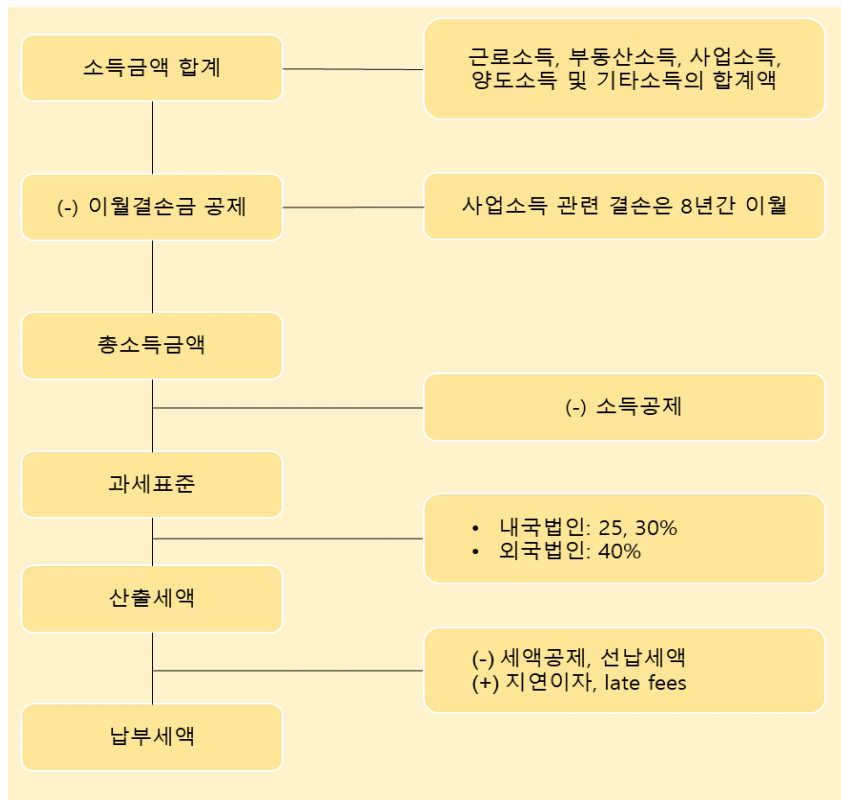 소득금액 합계
근로소득, 부동산소득, 사업소득,
양도소득 및 기타소득의 합계액
(-) 이월결손금 공제
사업소득 관련 결손은 8년간 이월
총소득금액
(-) 소득공제
과세표준
• 내국법인: 25, 30%
• 외국법인: 40%
산출세액
(-) 세액공제, 선납세액
(+) 지연이자, late fees
납부세액